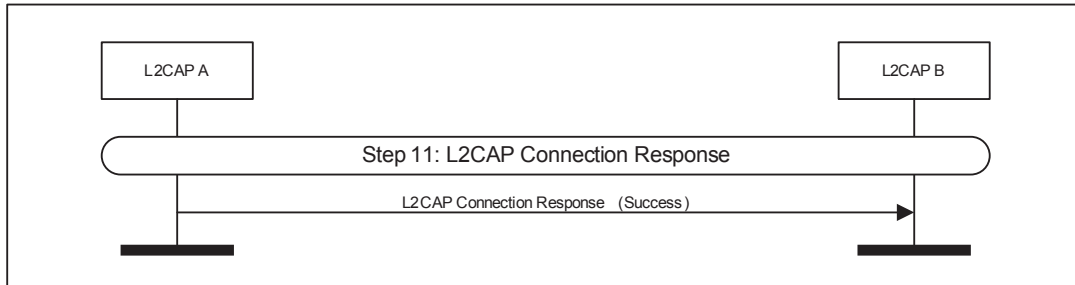 L2CAP A
L2CAP B
Step 11: L2CAP Connection Response
L2CAP Connection Response (Success)